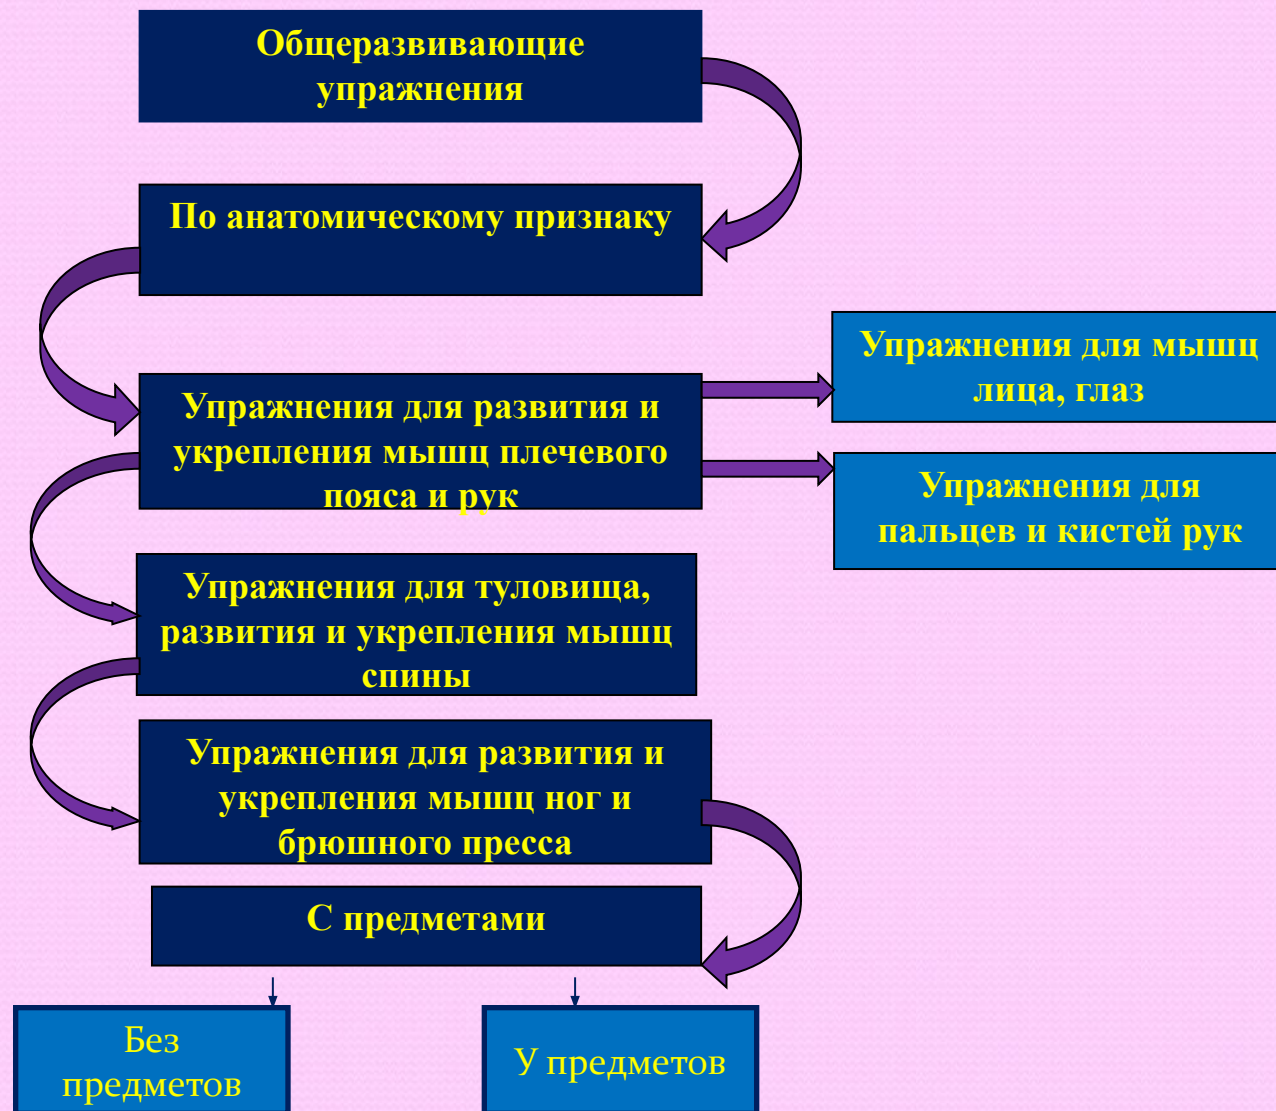 Общеразвивающие
упражнения
По анатомическому признаку
Упражнения для развития и
укрепления мышц плечевого
пояса и рук
Упражнения для мышц
лица, глаз
Упражнения для
пальцев и кистей рук
Упражнения для туловища,
развития и укрепления мышц
спины
Упражнения для развития и
укрепления мышц ног и
брюшного пресса
С предметами
Без
предметов
У предметов